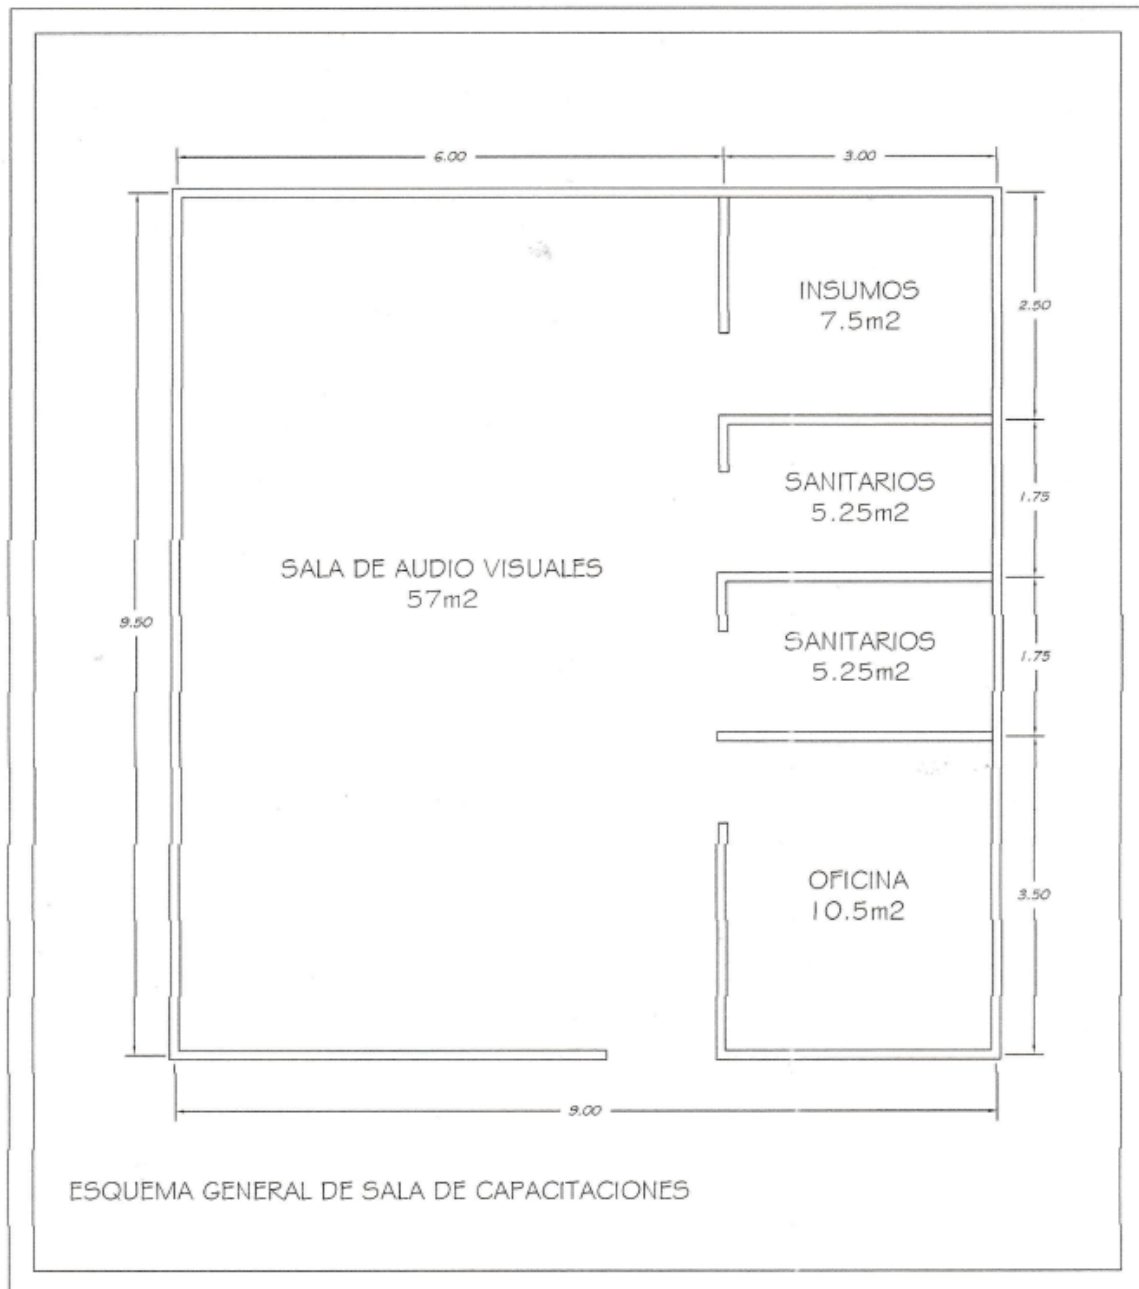 6.00
3.00
INSUMOS
7.5m2
2.50
SANITARIOS
5.25m2
1.75
SALA DE AUDIO VISUALES
57m2
9.50
SANITARIOS
5.25m2
1.75
OFICINA
10.5m2
3.50
9.00
ESQUEMA GENERAL DE SALA DE CAPACITACIONES